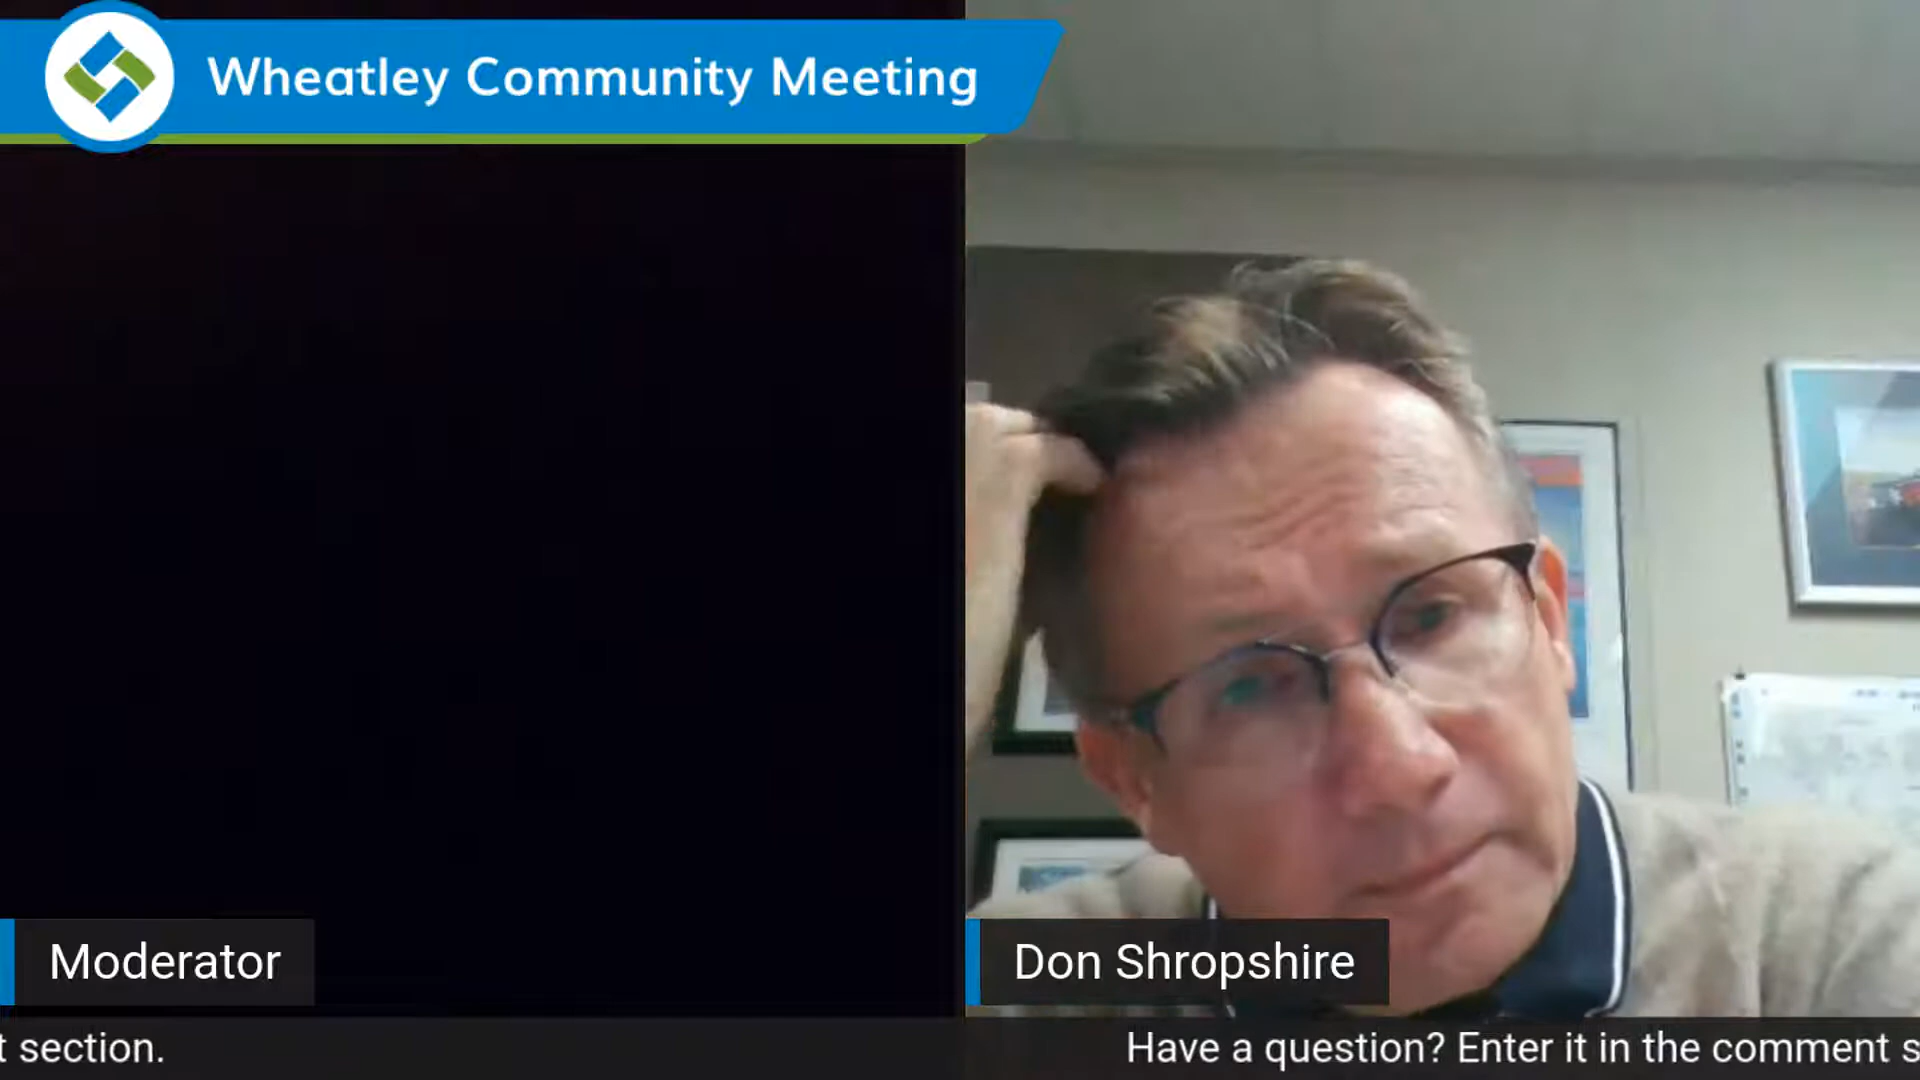 Wheatley Community Meeting
Moderator
Don Shropshire
t section.
Have a question? Enter it in the comment s